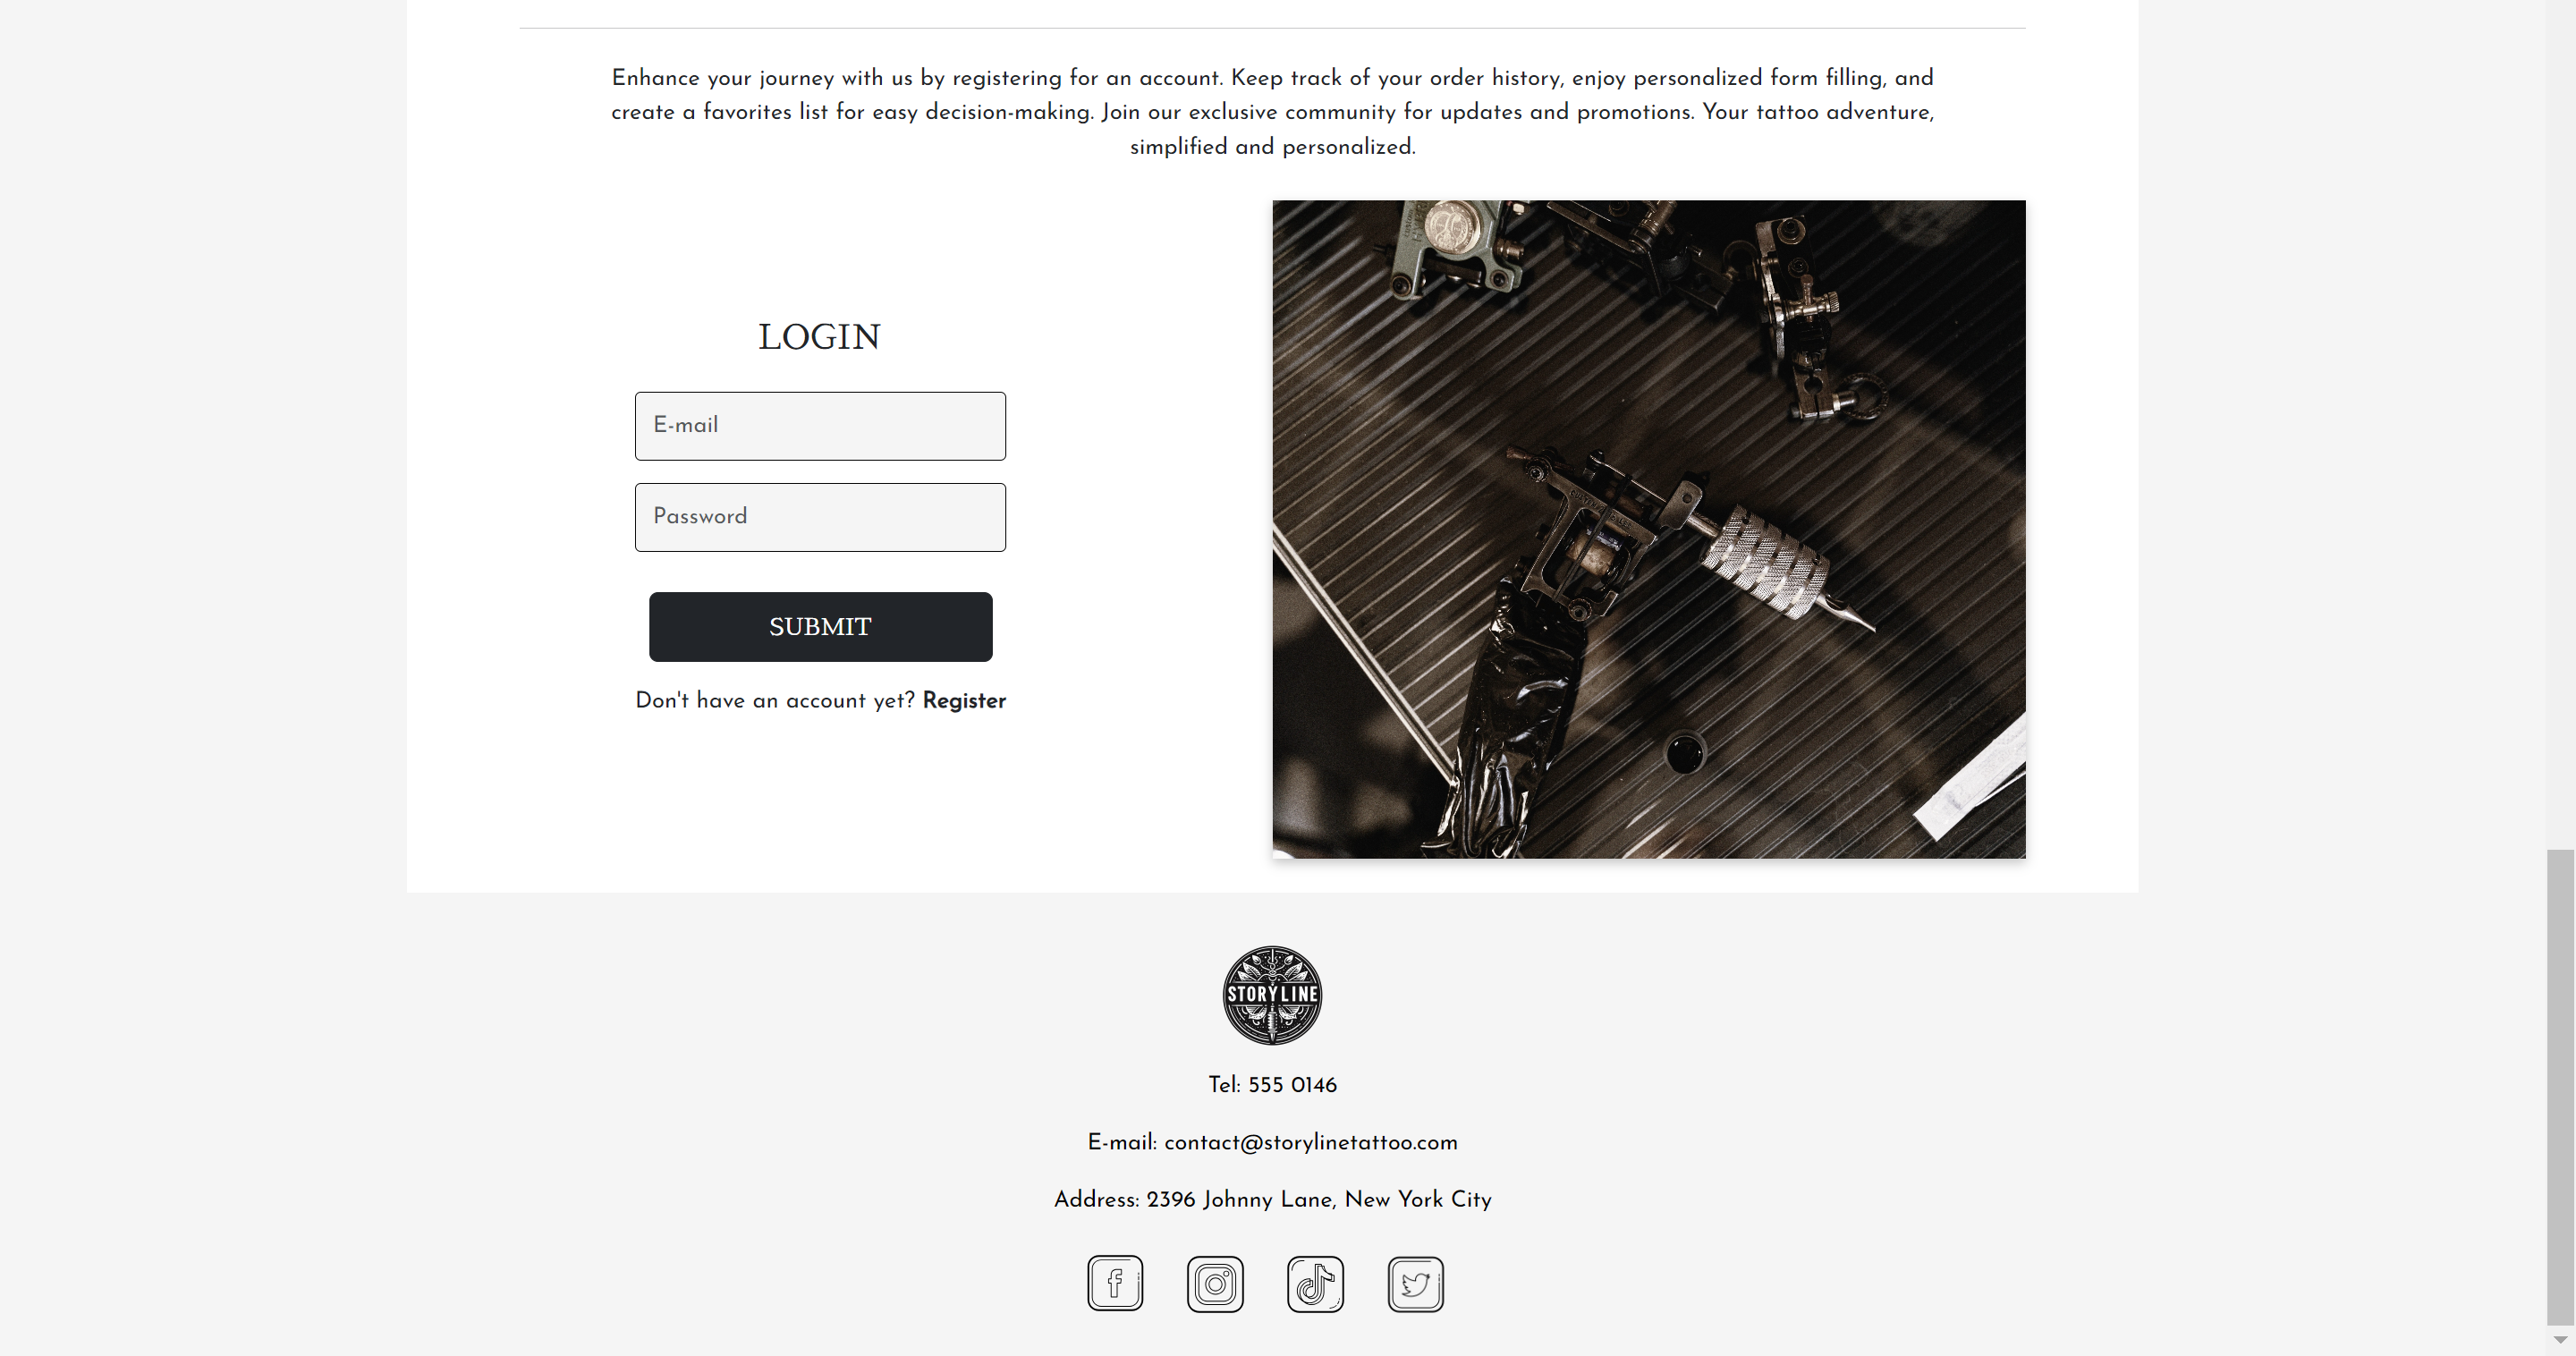 Enhance your journey with us by registering for an account. Keep track of your order history, enjoy personalized form filling, and
create a favorites list for easy decision-making. Join our exclusive community for updates and promotions. Your tattoo adventure,
simplified and personalized.
LOGIN
E-mail
Password
SUBMIT
Don't have an account yet? Register
STORYLINE
Tel: 555 0146
E-mail: contact@storylinetattoo.com
Address: 2396 Johnny Lane, New York City